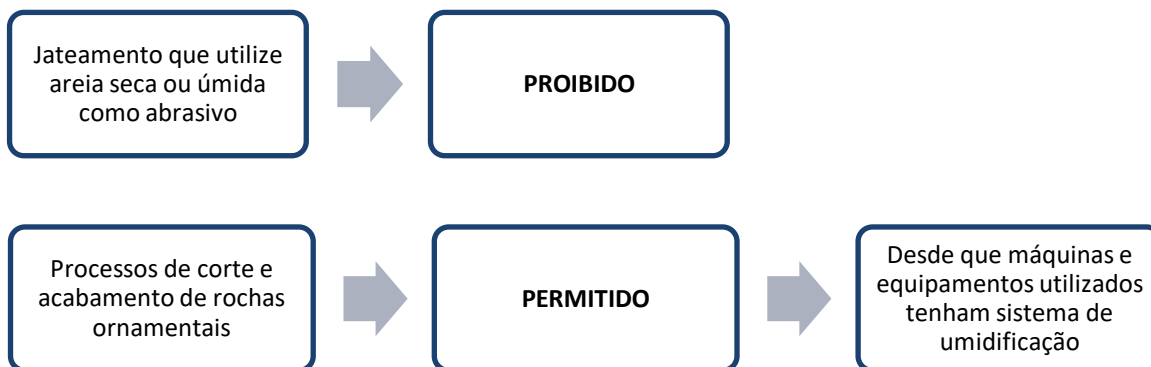 Jateamento que utilize
areia seca ou úmida
como abrasivo
PROIBIDO
Processos de corte e
acabamento de rochas
ornamentais
PERMITIDO
Desde que máquinas e
equipamentos utilizados
tenham sistema de
umidificação